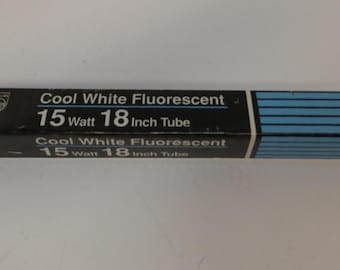 Cool White Fluorescent
15 Watt 18 Inch Tube
Cool White Fluorescent
15 Watt 18 Inch Tube